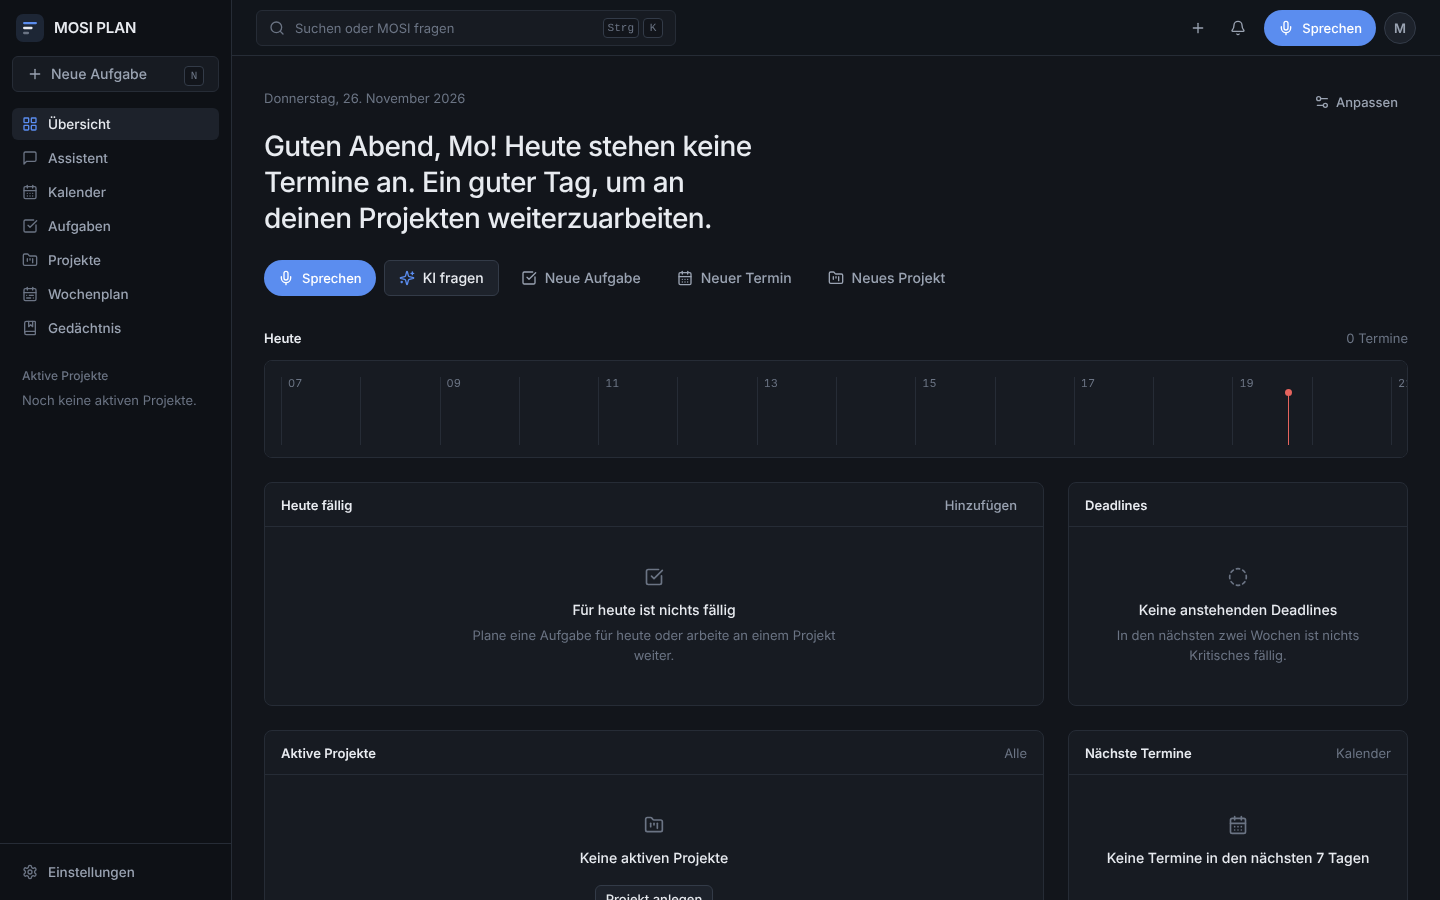 MOSI PLAN
Suchen oder MOSI fragen
Strg K
Sprechen
M
Neue Aufgabe
N
Übersicht
Assistent
Kalender
Aufgaben
Projekte
Wochenplan
Gedächtnis
Aktive Projekte
Noch keine aktiven Projekte.
Einstellungen
Donnerstag, 26. November 2026
Anpassen
Guten Abend, Mo! Heute stehen keine
Termine an. Ein guter Tag, um an
deinen Projekten weiterzuarbeiten.
Sprechen
KI fragen
Neue Aufgabe
Neuer Termin
Neues Projekt
Heute
0 Termine
07 09 11 13 15 17 19
Heute fällig
Hinzufügen
Für heute ist nichts fällig
Plane eine Aufgabe für heute oder arbeite an einem Projekt
weiter.
Deadlines
Keine anstehenden Deadlines
In den nächsten zwei Wochen ist nichts
Kritisches fällig.
Aktive Projekte
Alle
Keine aktiven Projekte
Projekt anlegen
Nächste Termine
Kalender
Keine Termine in den nächsten 7 Tagen